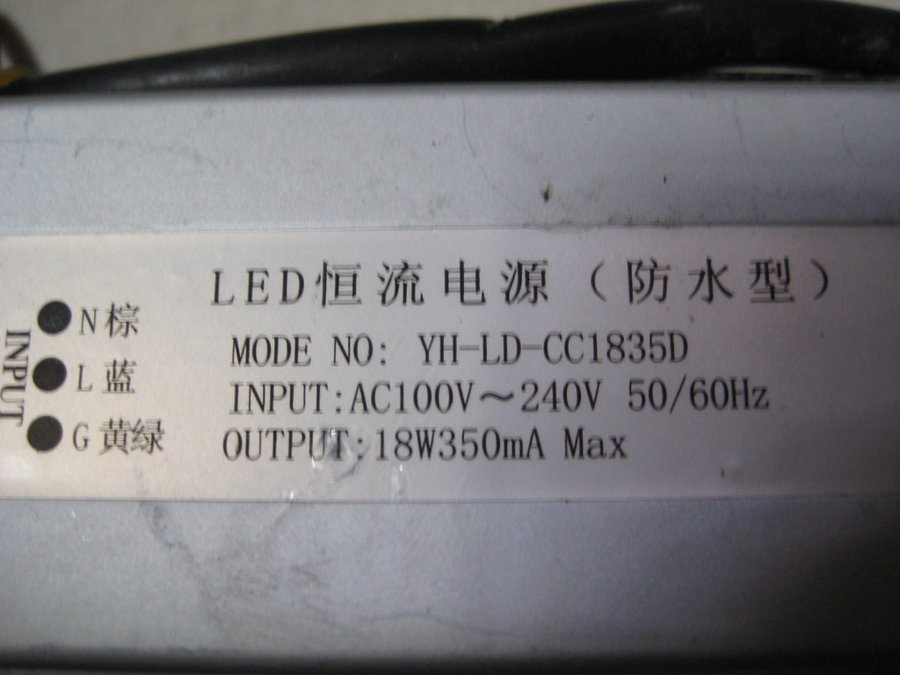 LED恒流电源（防水型）
MODE NO: YH-LD-CC1835D
INPUT:AC100V～240V 50/60Hz
OUTPUT:18W350mA Max
INPUT
N棕
L蓝
G黄绿